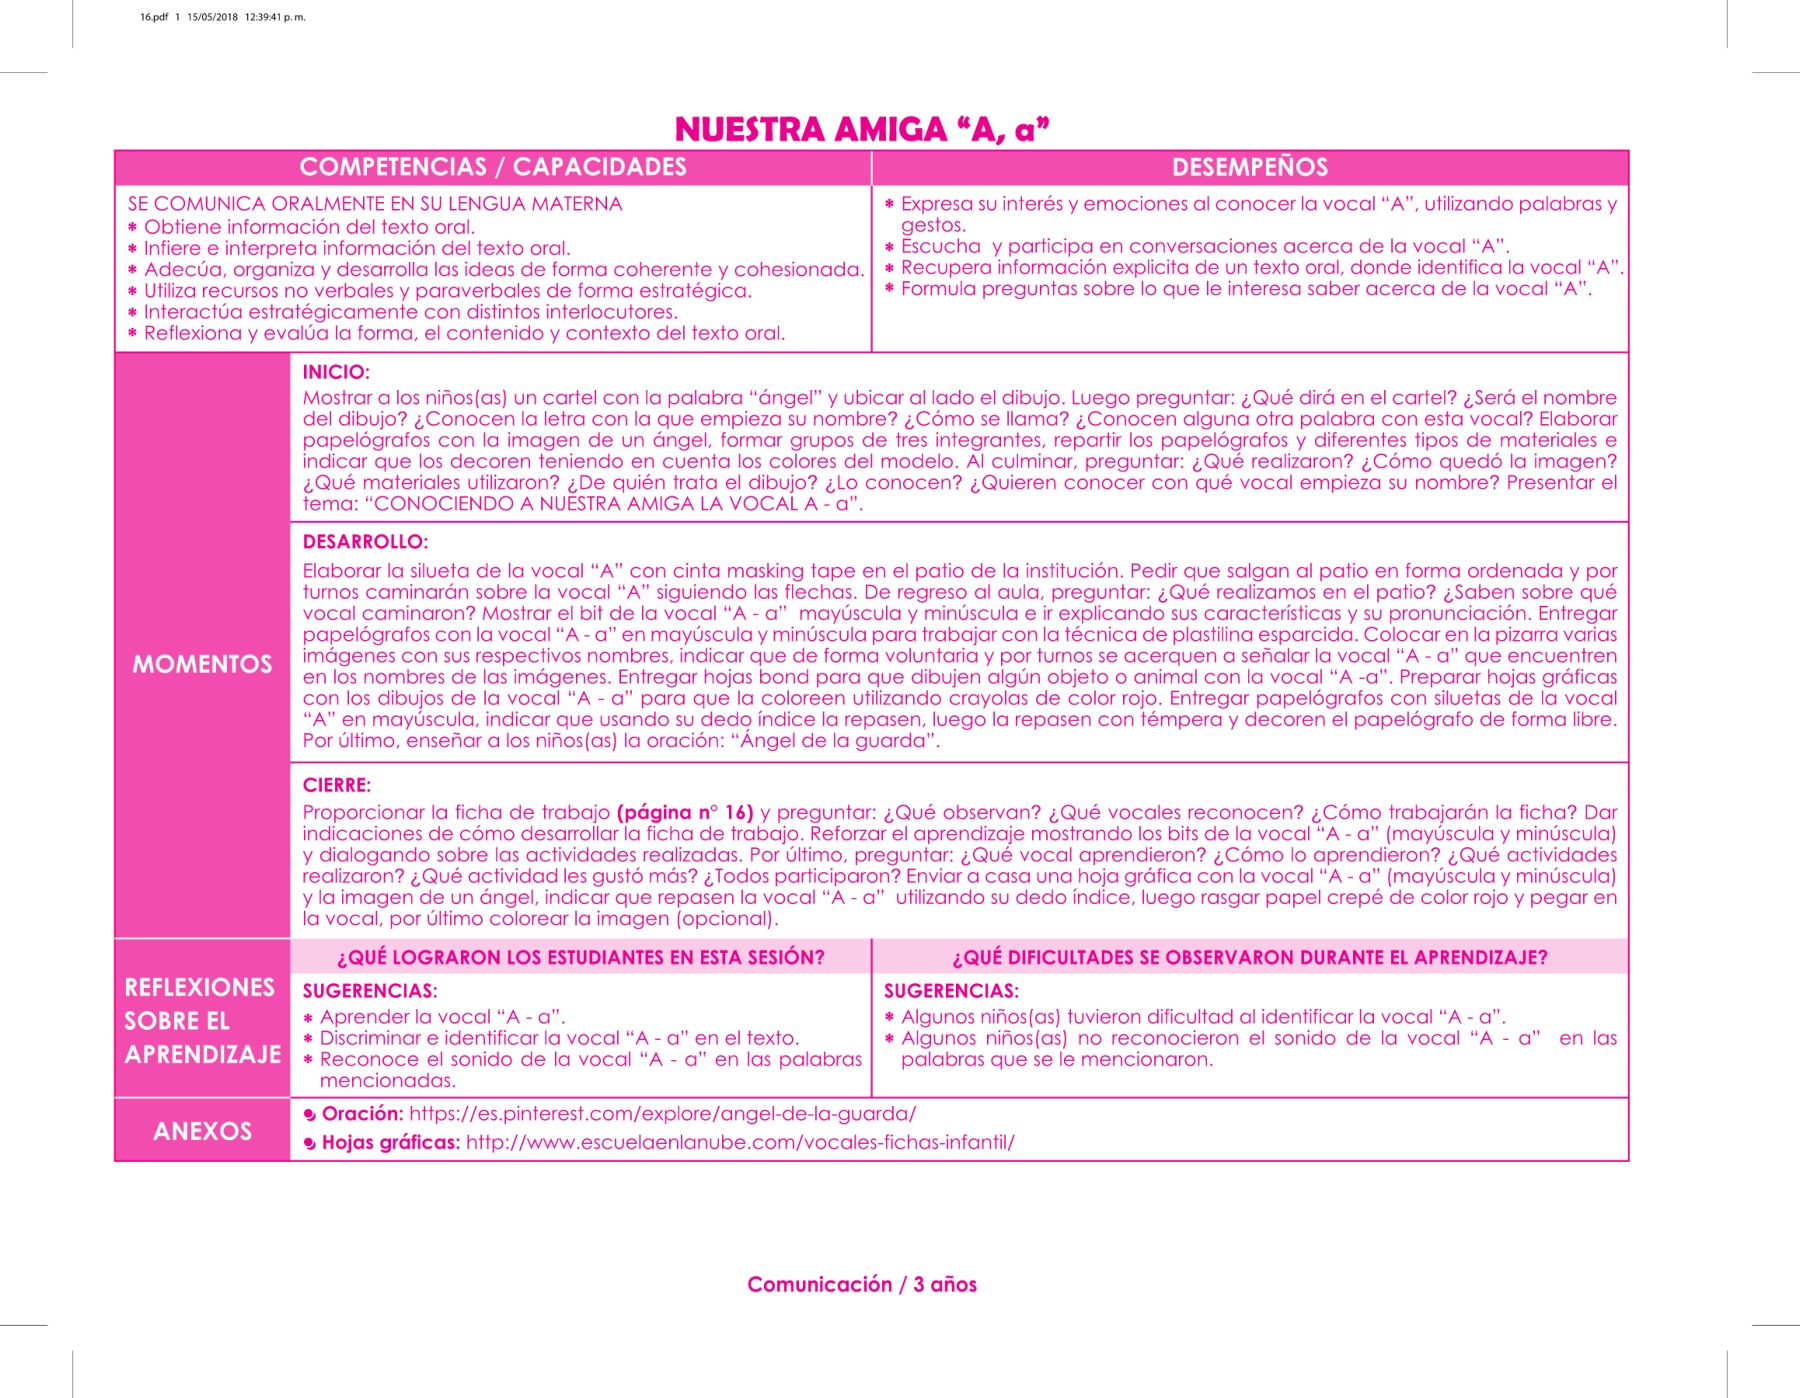 16.pdf 1 15/05/2018 12:39:41 p. m.
NUESTRA AMIGA “A, a”
COMPETENCIAS / CAPACIDADES
DESEMPEÑOS
SE COMUNICA ORALMENTE EN SU LENGUA MATERNA
* Obtiene información del texto oral.
* Infiere e interpreta información del texto oral.
* Adecúa, organiza y desarrolla las ideas de forma coherente y cohesionada.
* Utiliza recursos no verbales y paraverbales de forma estratégica.
* Interactúa estratégicamente con distintos interlocutores.
* Reflexiona y evalúa la forma, el contenido y contexto del texto oral.
* Expresa su interés y emociones al conocer la vocal “A”, utilizando palabras y
gestos.
* Escucha y participa en conversaciones acerca de la vocal “A”.
* Recupera información explicita de un texto oral, donde identifica la vocal “A”.
* Formula preguntas sobre lo que le interesa saber acerca de la vocal “A”.
MOMENTOS
INICIO:
Mostrar a los niños(as) un cartel con la palabra “ángel” y ubicar al lado el dibujo. Luego preguntar: ¿Qué dirá en el cartel? ¿Será el nombre
del dibujo? ¿Conocen la letra con la que empieza su nombre? ¿Cómo se llama? ¿Conocen alguna otra palabra con esta vocal? Elaborar
papelógrafos con la imagen de un ángel, formar grupos de tres integrantes, repartir los papelógrafos y diferentes tipos de materiales e
indicar que los decoren teniendo en cuenta los colores del modelo. Al culminar, preguntar: ¿Qué realizaron? ¿Cómo quedó la imagen?
¿Qué materiales utilizaron? ¿De quién trata el dibujo? ¿Lo conocen? ¿Quieren conocer con qué vocal empieza su nombre? Presentar el
tema: “CONOCIENDO A NUESTRA AMIGA LA VOCAL A - a”.
DESARROLLO:
Elaborar la silueta de la vocal “A” con cinta masking tape en el patio de la institución. Pedir que salgan al patio en forma ordenada y por
turnos caminarán sobre la vocal “A” siguiendo las flechas. De regreso al aula, preguntar: ¿Qué realizamos en el patio? ¿Saben sobre qué
vocal caminaron? Mostrar el bit de la vocal “A - a” mayúscula y minúscula e ir explicando sus características y su pronunciación. Entregar
papelógrafos con la vocal “A - a” en mayúscula y minúscula para trabajar con la técnica de plastilina esparcida. Colocar en la pizarra varias
imágenes con sus respectivos nombres, indicar que de forma voluntaria y por turnos se acerquen a señalar la vocal “A - a” que encuentren
en los nombres de las imágenes. Entregar hojas bond para que dibujen algún objeto o animal con la vocal “A -a”. Preparar hojas gráficas
con los dibujos de la vocal “A - a” para que la coloreen utilizando crayolas de color rojo. Entregar papelógrafos con siluetas de la vocal
“A” en mayúscula, indicar que usando su dedo índice la repasen, luego la repasen con témpera y decoren el papelógrafo de forma libre.
Por último, enseñar a los niños(as) la oración: “Ángel de la guarda”.
CIERRE:
Proporcionar la ficha de trabajo (página n° 16) y preguntar: ¿Qué observan? ¿Qué vocales reconocen? ¿Cómo trabajarán la ficha? Dar
indicaciones de cómo desarrollar la ficha de trabajo. Reforzar el aprendizaje mostrando los bits de la vocal “A - a” (mayúscula y minúscula)
y dialogando sobre las actividades realizadas. Por último, preguntar: ¿Qué vocal aprendieron? ¿Cómo lo aprendieron? ¿Qué actividades
realizaron? ¿Qué actividad les gustó más? ¿Todos participaron? Enviar a casa una hoja gráfica con la vocal “A - a” (mayúscula y minúscula)
y la imagen de un ángel, indicar que repasen la vocal “A - a” utilizando su dedo índice, luego rasgar papel crepé de color rojo y pegar en
la vocal, por último colorear la imagen (opcional).
REFLEXIONES
SOBRE EL
APRENDIZAJE
¿QUÉ LOGRARON LOS ESTUDIANTES EN ESTA SESIÓN?
SUGERENCIAS:
* Aprender la vocal “A - a”.
* Discriminar e identificar la vocal “A - a” en el texto.
* Reconoce el sonido de la vocal “A - a” en las palabras
mencionadas.
¿QUÉ DIFICULTADES SE OBSERVARON DURANTE EL APRENDIZAJE?
SUGERENCIAS:
* Algunos niños(as) tuvieron dificultad al identificar la vocal “A - a”.
* Algunos niños(as) no reconocieron el sonido de la vocal “A - a” en las
palabras que se le mencionaron.
ANEXOS
Oración: https://es.pinterest.com/explore/angel-de-la-guarda/
Hojas gráficas: http://www.escuelaenlanube.com/vocales-fichas-infantil/
Comunicación / 3 años